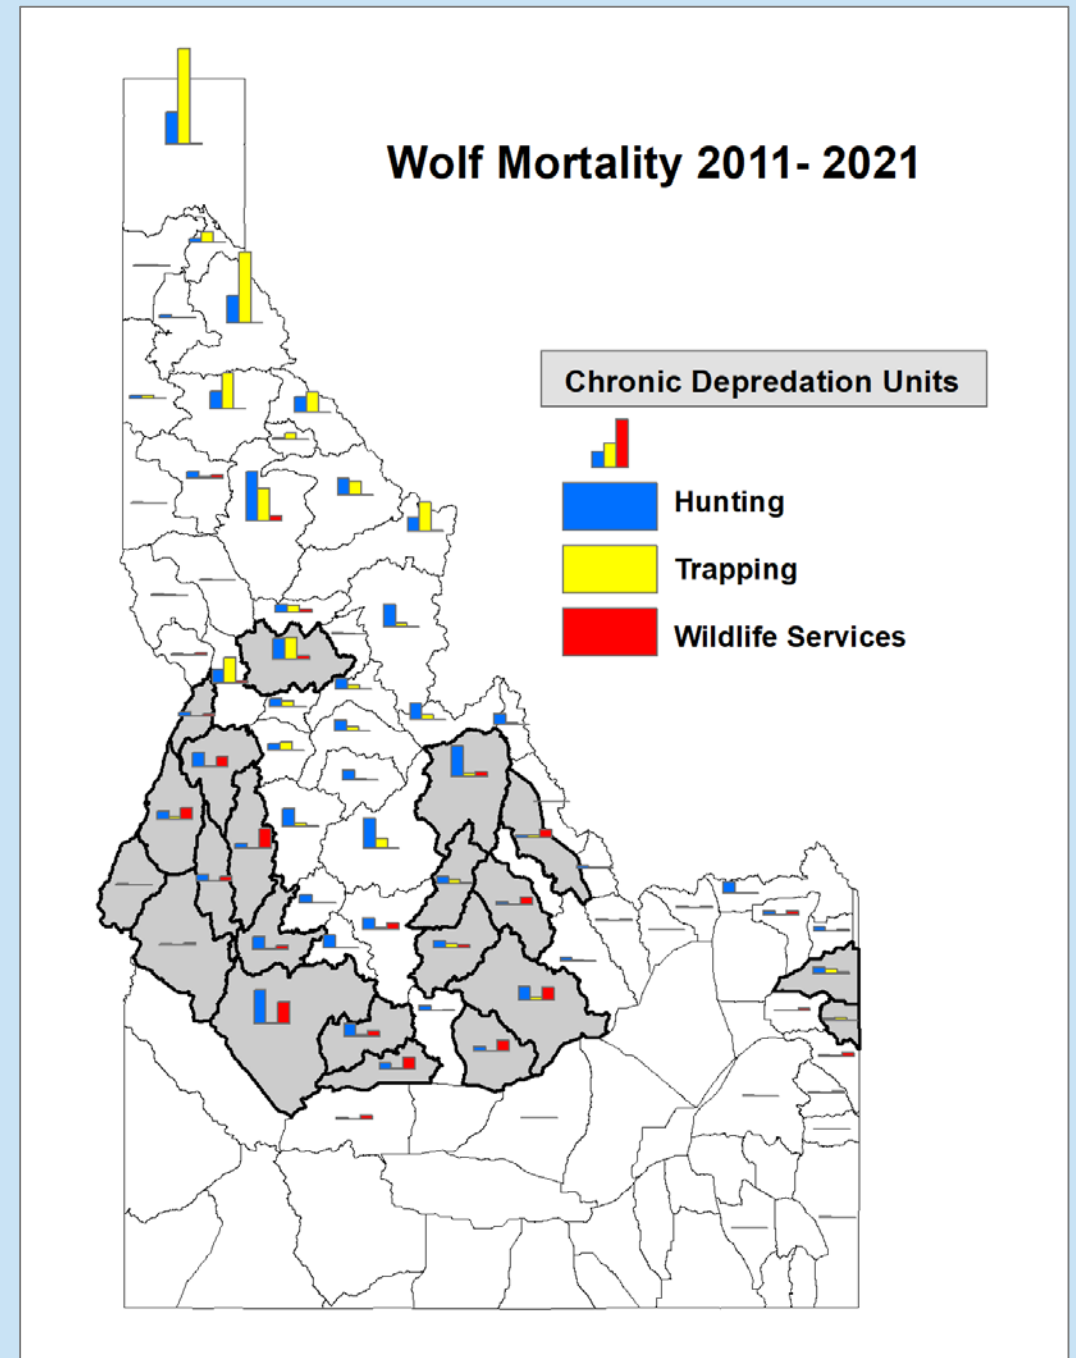 Wolf Mortality 2011- 2021
Chronic Depredation Units
Hunting
Trapping
Wildlife Services